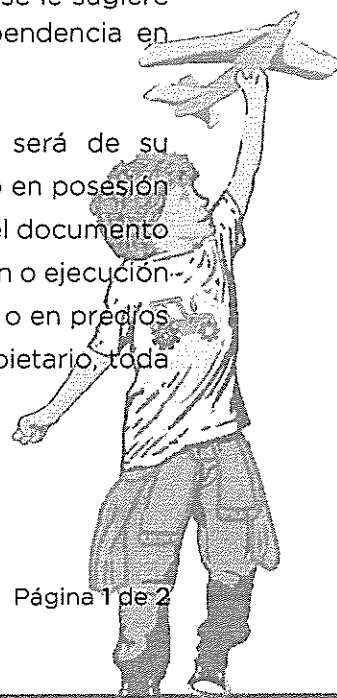 se le sugiere
pendencia en
será de su
o en posesión
el documento
n o ejecución
o en predios
pietario, toda
Página 1 de 2